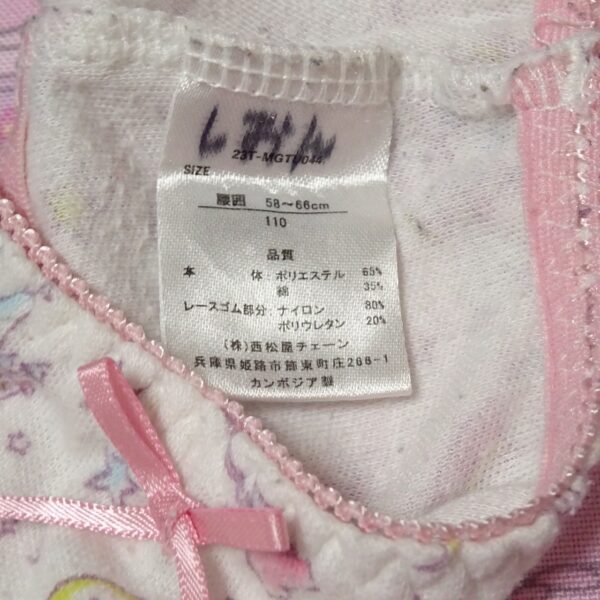 23T-MGTU044
SIZE
腰囲 58～66cm
110
品質
本 体：ポリエステル 65%
綿 35%
レースゴム部分：ナイロン 80%
ポリウレタン 20%
(株)西松屋チェーン
兵庫県姫路市飾東町庄266-1
カンボジア製